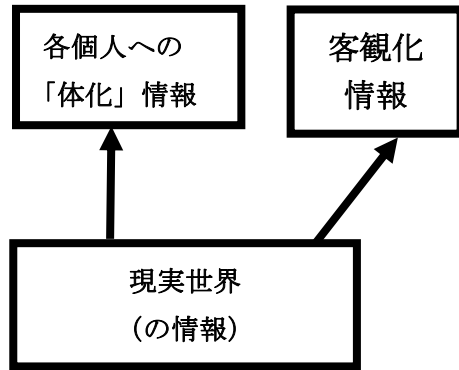 各個人への
「体化」情報
客観化
情報
現実世界
(の情報)